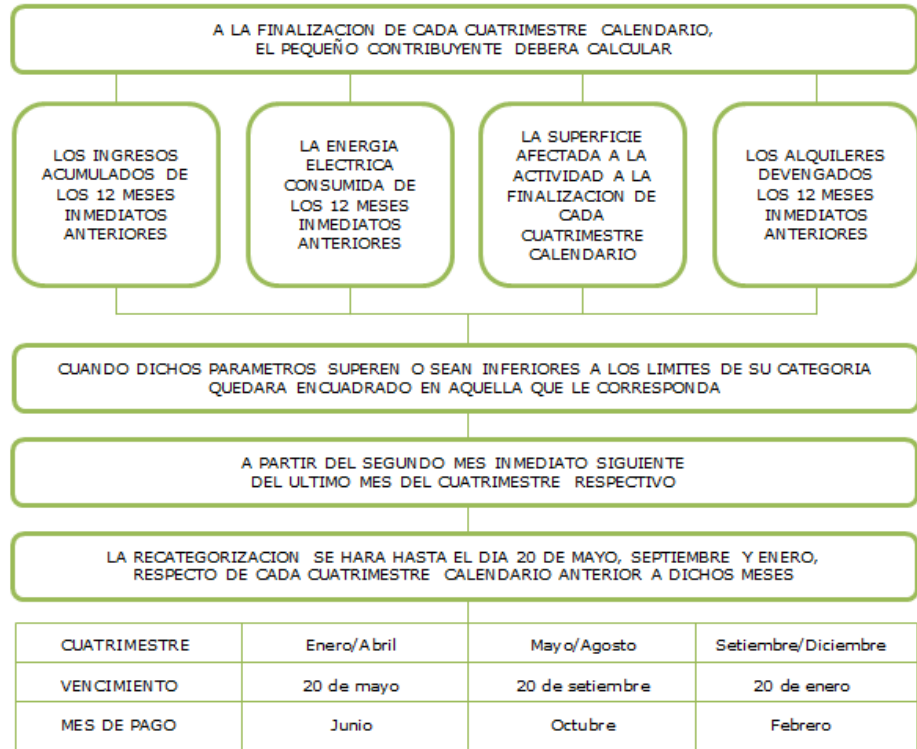 A LA FINALIZACION DE CADA CUATRIMESTRE CALENDARIO,
EL PEQUEÑO CONTRIBUYENTE DEBERA CALCULAR
LOS INGRESOS
ACUMULADOS DE
LOS 12 MESES
INMEDIATOS
ANTERIORES
LA ENERGIA
ELECTRICA
CONSUMIDA DE
LOS 12 MESES
INMEDIATOS
ANTERIORES
LA SUPERFICIE
AFECTADA A LA
ACTIVIDAD A LA
FINALIZACION DE
CADA
CUATRIMESTRE
CALENDARIO
LOS ALQUILERES
DEVENGADOS
LOS 12 MESES
INMEDIATOS
ANTERIORES
CUANDO DICHOS PARAMETROS SUPEREN O SEAN INFERIORES A LOS LIMITES DE SU CATEGORIA
QUEDARA ENCUADRADO EN AQUELLA QUE LE CORRESPONDA
A PARTIR DEL SEGUNDO MES INMEDIATO SIGUIENTE
DEL ULTIMO MES DEL CUATRIMESTRE RESPECTIVO
LA RECATEGORIZACION SE HARA HASTA EL DIA 20 DE MAYO, SEPTIEMBRE Y ENERO,
RESPECTO DE CADA CUATRIMESTRE CALENDARIO ANTERIOR A DICHOS MESES
CUATRIMESTRE Enero/Abril Mayo/Agosto Setiembre/Diciembre
VENCIMIENTO 20 de mayo 20 de setiembre 20 de enero
MES DE PAGO Junio Octubre Febrero